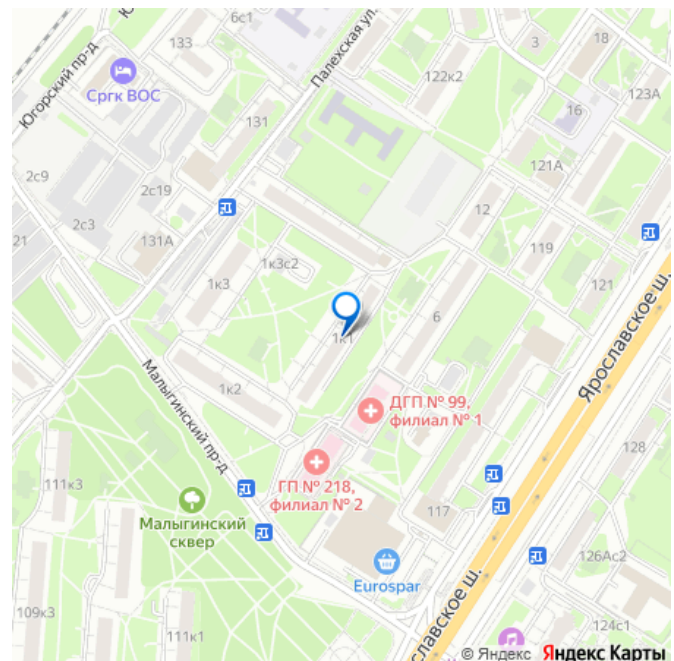 6с1
133
Югорский пр-д
Сргк ВОС
Палехская ул.
122к2
3
18
123А
131
16
2с9
2с19
121А
2с3
12
21
131А
119
1к3с2
121
1к3
6
1к1
Ярославское ш.
Малыгинский пр-д
1к2
ДГП № 99,
филиал № 1
128
ГП № 218,
филиал № 2
111к3
117
Малыгинский
сквер
126Ас2
Eurospar
109к3
124с1
111к1
славское ш.
© Яндекс Яндекс Карты